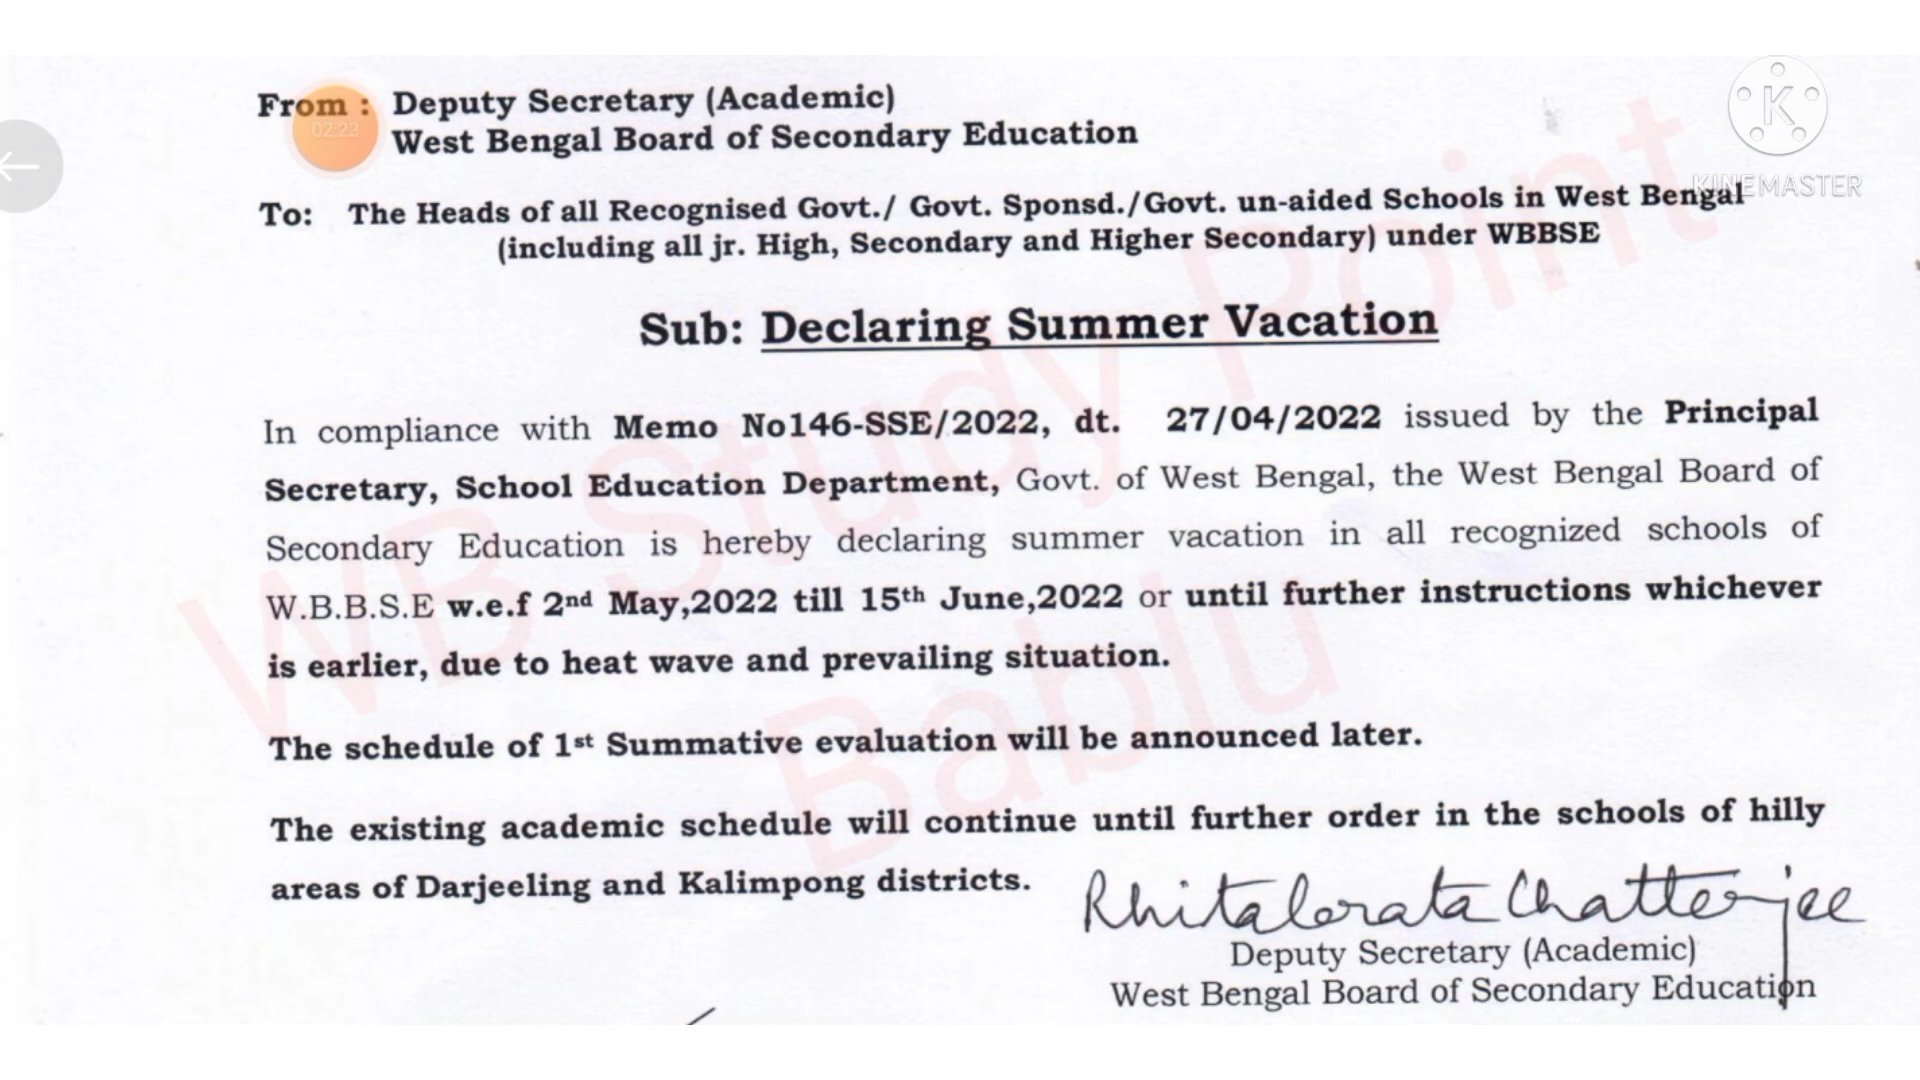 From : Deputy Secretary (Academic)
02:23
West Bengal Board of Secondary Education
KINEMASTER
To: The Heads of all Recognised Govt./ Govt. Sponsd./Govt. un-aided Schools in West Bengal
(including all jr. High, Secondary and Higher Secondary) under WBBSE
Sub: Declaring Summer Vacation
In compliance with Memo No146-SSE/2022, dt. 27/04/2022 issued by the Principal
Secretary, School Education Department, Govt. of West Bengal, the West Bengal Board of
Secondary Education is hereby declaring summer vacation in all recognized schools of
W.B.B.S.E w.e.f 2nd May,2022 till 15th June,2022 or until further instructions whichever
is earlier, due to heat wave and prevailing situation.
The schedule of 1st Summative evaluation will be announced later.
The existing academic schedule will continue until further order in the schools of hilly
areas of Darjeeling and Kalimpong districts.
Chatterjee
Deputy Secretary (Academic)
West Bengal Board of Secondary Education
WB Study Point
Bablu